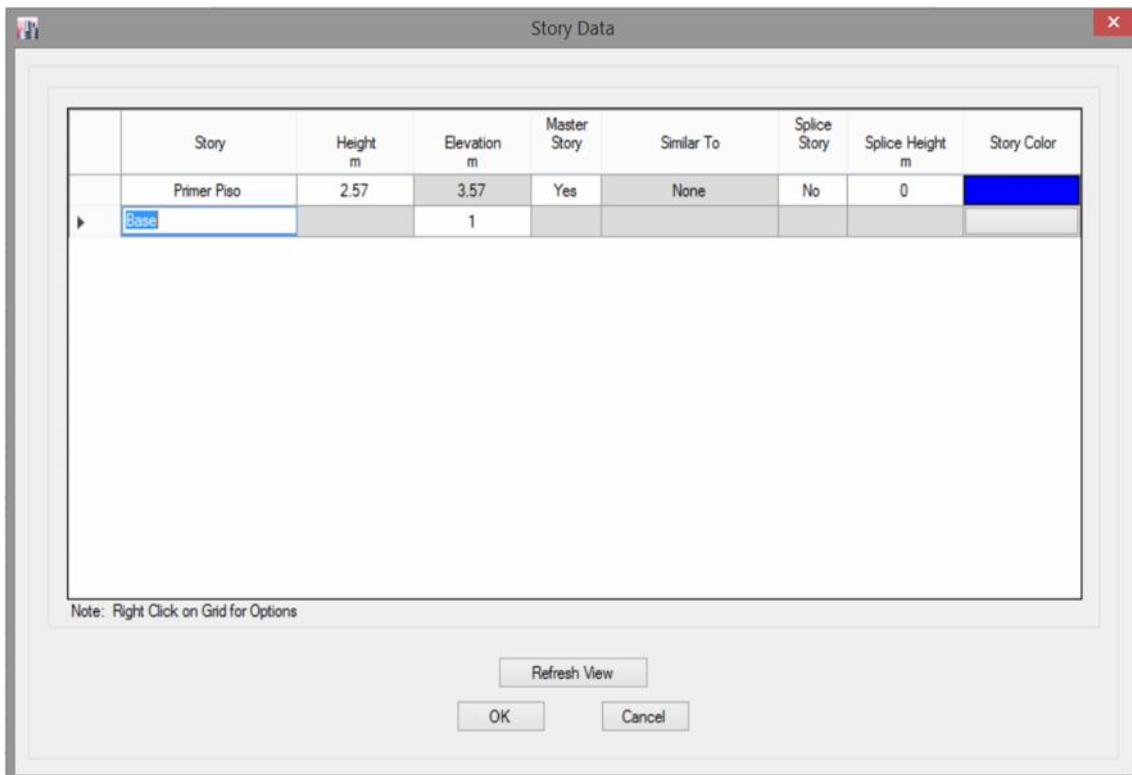 Story Data
Story Height m Elevation m Master Story Similar To Splice Story Splice Height m Story Color
Primer Piso 2.57 3.57 Yes None No 0
Base 1
Note: Right Click on Grid for Options
Refresh View
OK Cancel